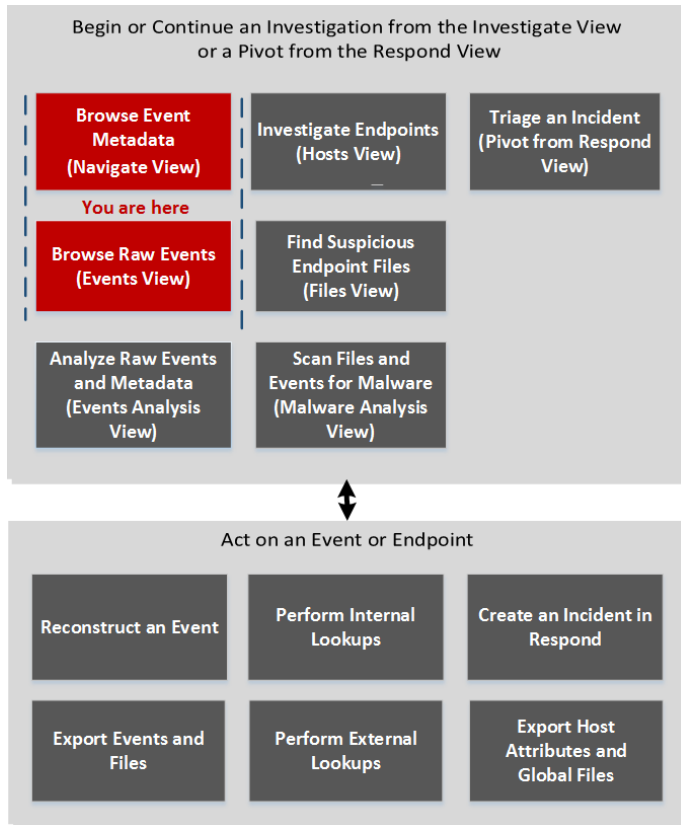 Begin or Continue an Investigation from the Investigate View
or a Pivot from the Respond View
Browse Event
Metadata
(Navigate View)
Investigate Endpoints
(Hosts View)
Triage an Incident
(Pivot from Respond
View)
You are here
Browse Raw Events
(Events View)
Find Suspicious
Endpoint Files
(Files View)
Analyze Raw Events
and Metadata
(Events Analysis
View)
Scan Files and
Events for Malware
(Malware Analysis
View)
Act on an Event or Endpoint
Reconstruct an Event
Perform Internal
Lookups
Create an Incident in
Respond
Export Events and
Files
Perform External
Lookups
Export Host
Attributes and
Global Files